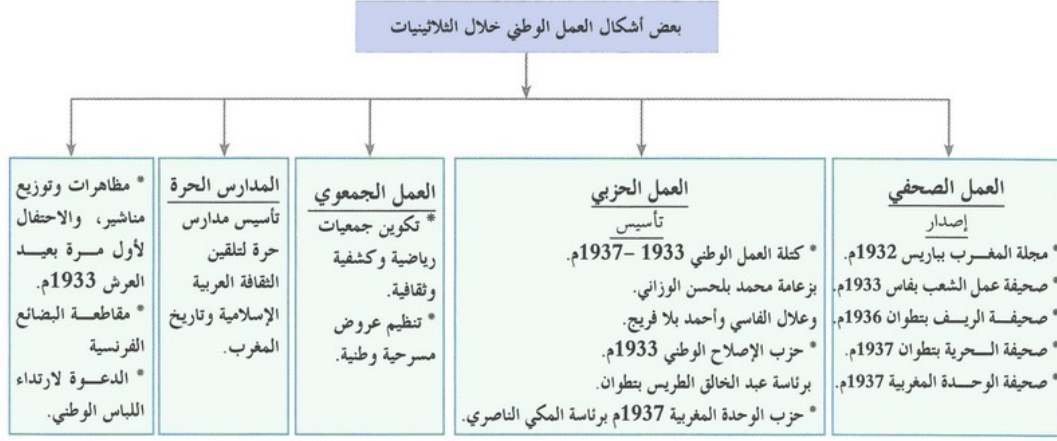 بعض أشكال العمل الوطني خلال الثلاثينيات
العمل الصحفي
إصدار
* مجلة المغرب بباريس 1932م.
* صحيفة عمل الشعب بفاس 1933م.
* صحيفة الريف بتطوان 1936م.
* صحيفة الحرية بتطوان 1937م.
* صحيفة الوحدة المغربية 1937م.
العمل الحزبي
تأسيس
* كتلة العمل الوطني 1933 –1937م.
بزعامة محمد بلحسن الوزاني.
وعلال الفاسي وأحمد بلا فريج.
* حزب الإصلاح الوطني 1933م.
برئاسة عبد الخالق الطريس بتطوان.
* حزب الوحدة المغربية 1937م برئاسة المكي الناصري.
العمل الجمعوي
* تكوين جمعيات
رياضية وكشفية
وثقافية.
* تنظيم عروض
مسرحية وطنية.
المدارس الحرة
تأسيس مدارس
حرة لتلقين
الثقافة العربية
الإسلامية وتاريخ
المغرب.
* مظاهرات وتوزيع
مناشير، والاحتفال
لأول مرة بعيد
العرش 1933م.
* مقاطعة البضائع
الفرنسية
* الدعوة لارتداء
اللباس الوطني.